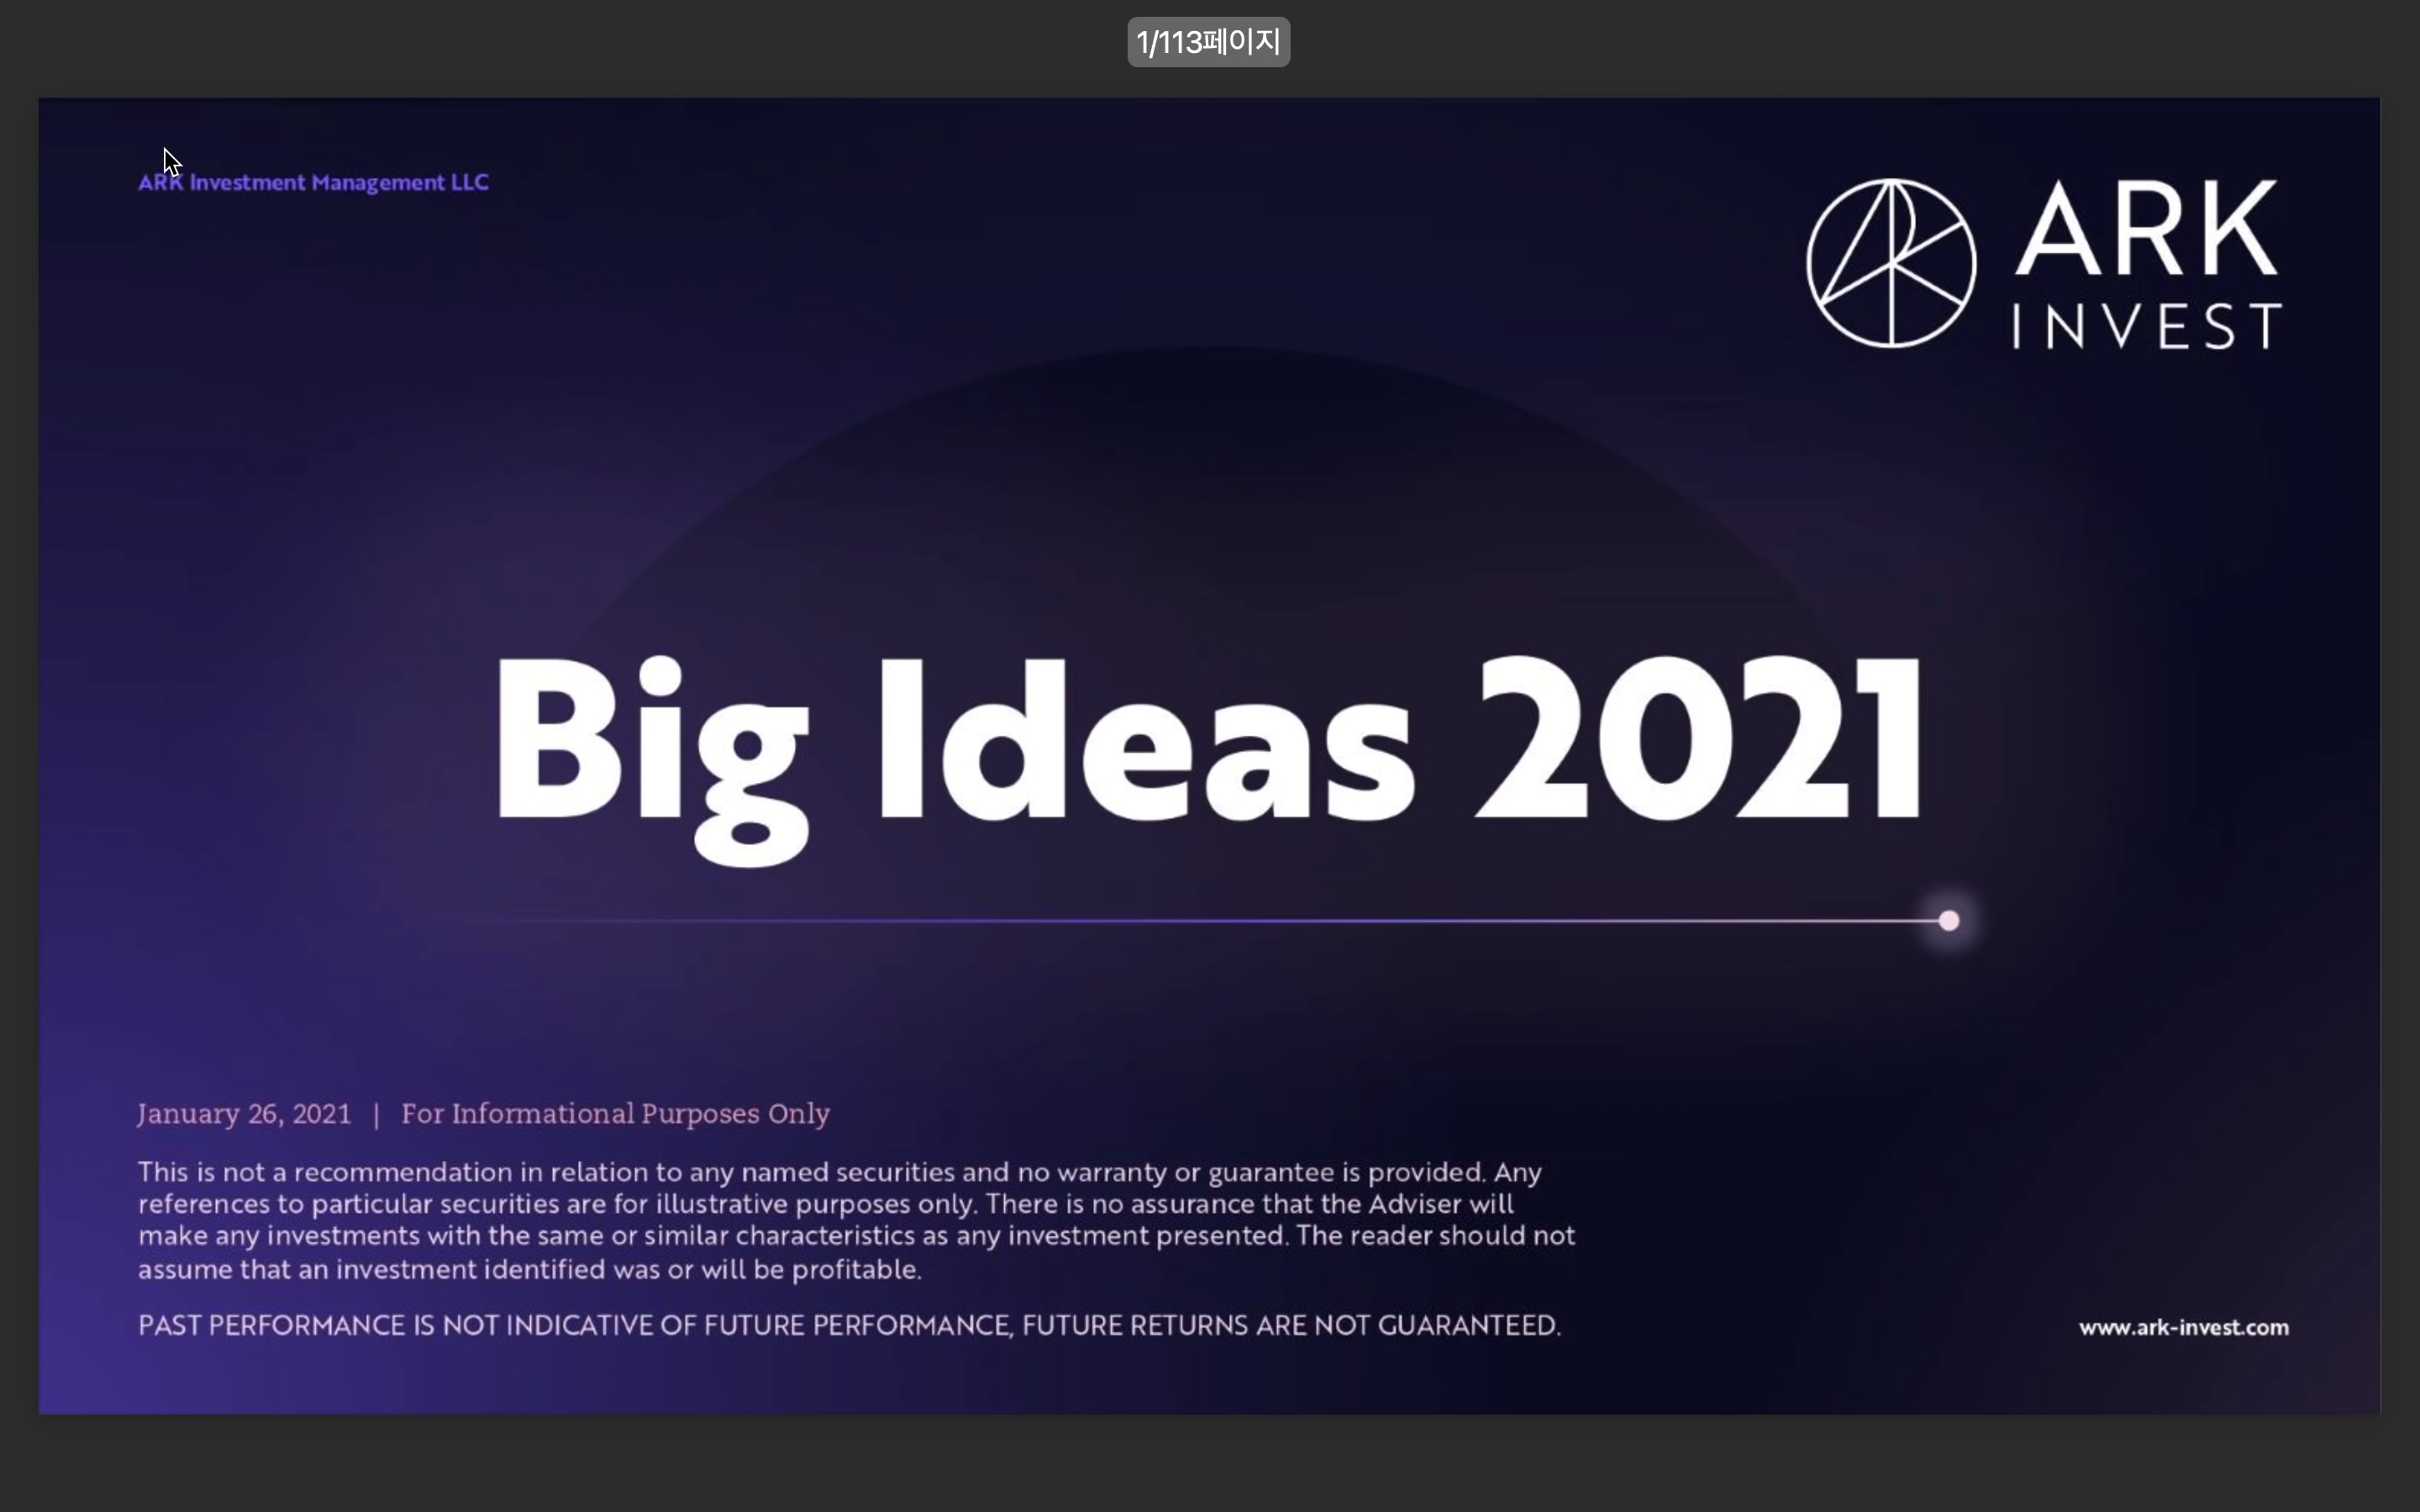 1/113페이지
ARK Investment Management LLC
ARK
INVEST
Big Ideas 2021
January 26, 2021 | For Informational Purposes Only
This is not a recommendation in relation to any named securities and no warranty or guarantee is provided. Any
references to particular securities are for illustrative purposes only. There is no assurance that the Adviser will
make any investments with the same or similar characteristics as any investment presented. The reader should not
assume that an investment identified was or will be profitable.
PAST PERFORMANCE IS NOT INDICATIVE OF FUTURE PERFORMANCE, FUTURE RETURNS ARE NOT GUARANTEED.
www.ark-invest.com